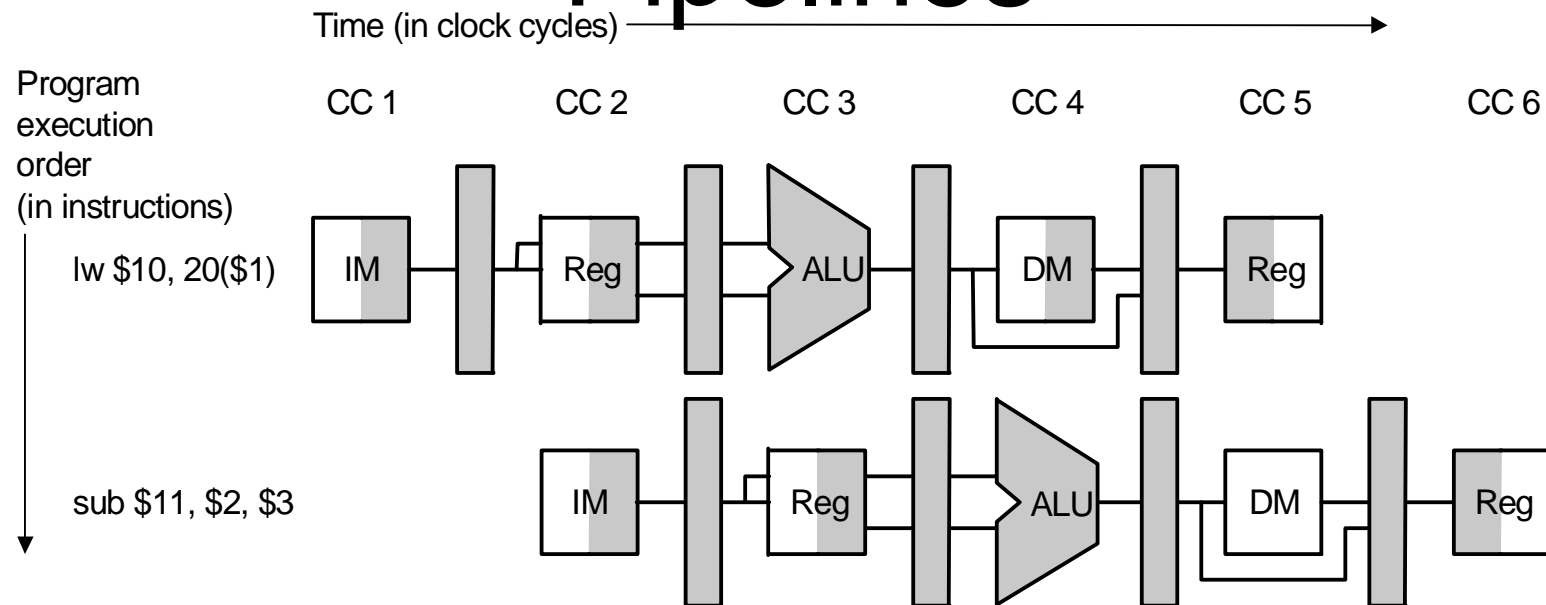 Pipelines
Time (in clock cycles)
Program
execution
order
(in instructions)
CC 1
CC 2
CC 3
CC 4
CC 5
CC 6
lw $10, 20($1)
IM
Reg
ALU
DM
Reg
sub $11, $2, $3
IM
Reg
ALU
DM
Reg